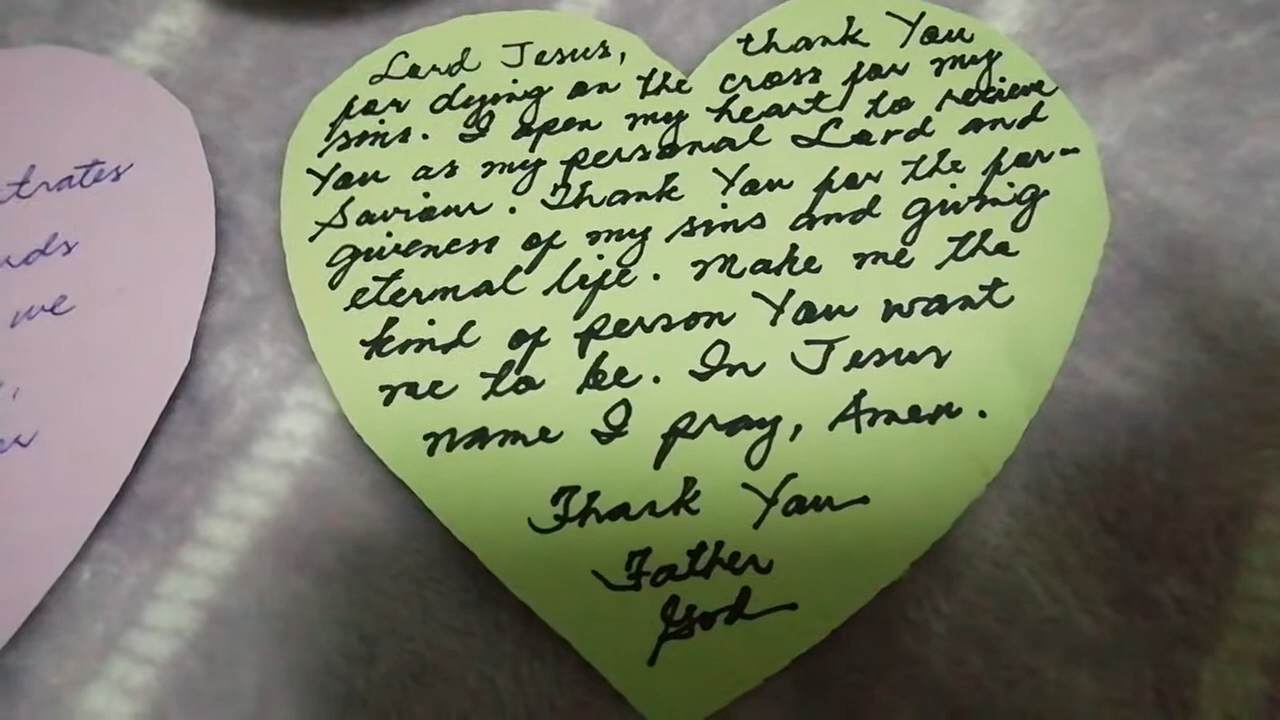 trates
we
Lord Jesus, thank You
for dying on the cross for my
sins. I open my heart to recieve
You as my personal Lord and
Saviour. Thank You for the for-
giveness of my sins and giving
eternal life. Make me the
kind of person You want
me to be. In Jesus
name I pray, Amen.
Thank You
Father
God